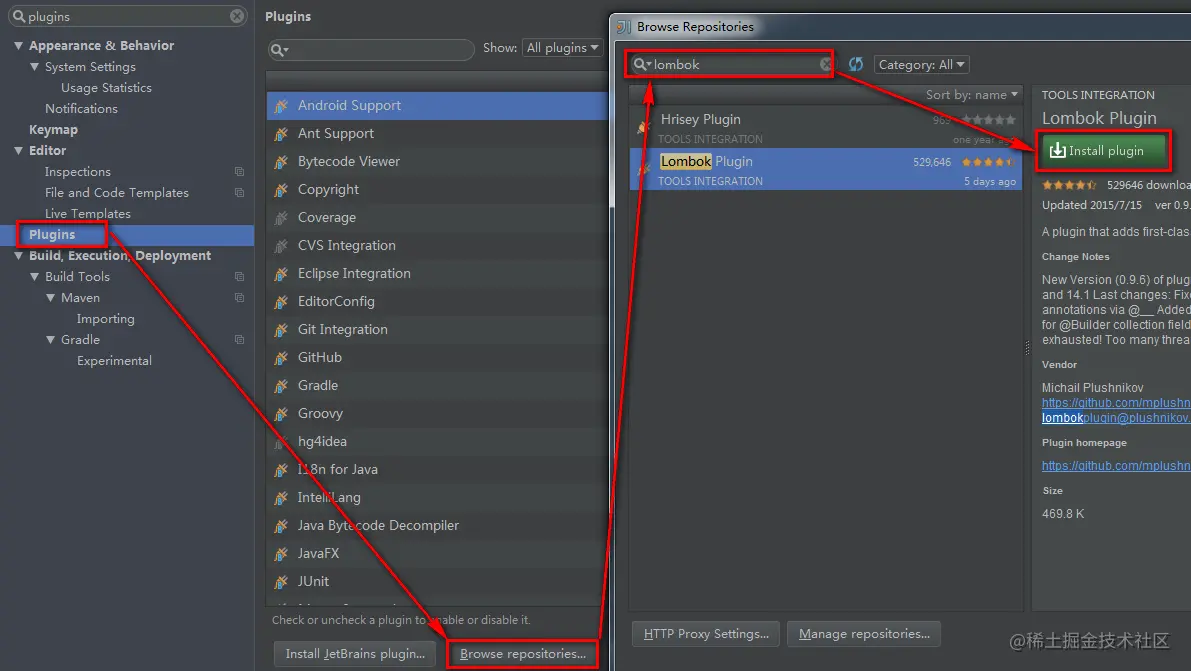 plugins
Appearance & Behavior
System Settings
Usage Statistics
Notifications
Keymap
Editor
Inspections
File and Code Templates
Live Templates
Plugins
Build, Execution, Deployment
Build Tools
Maven
Importing
Gradle
Experimental
Plugins
Show: All plugins
Android Support
Ant Support
Bytecode Viewer
Copyright
Coverage
CVS Integration
Eclipse Integration
EditorConfig
Git Integration
GitHub
Gradle
Groovy
hg4idea
I18n for Java
IntelliLang
Java Bytecode Decompiler
JavaFX
JUnit
Check or uncheck a plugin to enable or disable it.
Install JetBrains plugin...
Browse repositories...
Browse Repositories
lombok
Category: All
Sort by: name
Hrisey Plugin 969
TOOLS INTEGRATION one year ago
Lombok Plugin 529,646
TOOLS INTEGRATION 5 days ago
HTTP Proxy Settings...
Manage repositories...
TOOLS INTEGRATION
Lombok Plugin
Install plugin
529646 downloa
Updated 2015/7/15 ver 0.9.
A plugin that adds first-clas
Change Notes
New Version (0.9.6) of plug
and 14.1 Last changes: Fixe
annotations via @__ Added
for @Builder collection field
exhausted! Too many threa
Vendor
Michail Plushnikov
https://github.com/mplushn
lombokplugin@plushnikov.
Plugin homepage
https://github.com/mplushn
Size
469.8 K
@稀土掘金技术社区